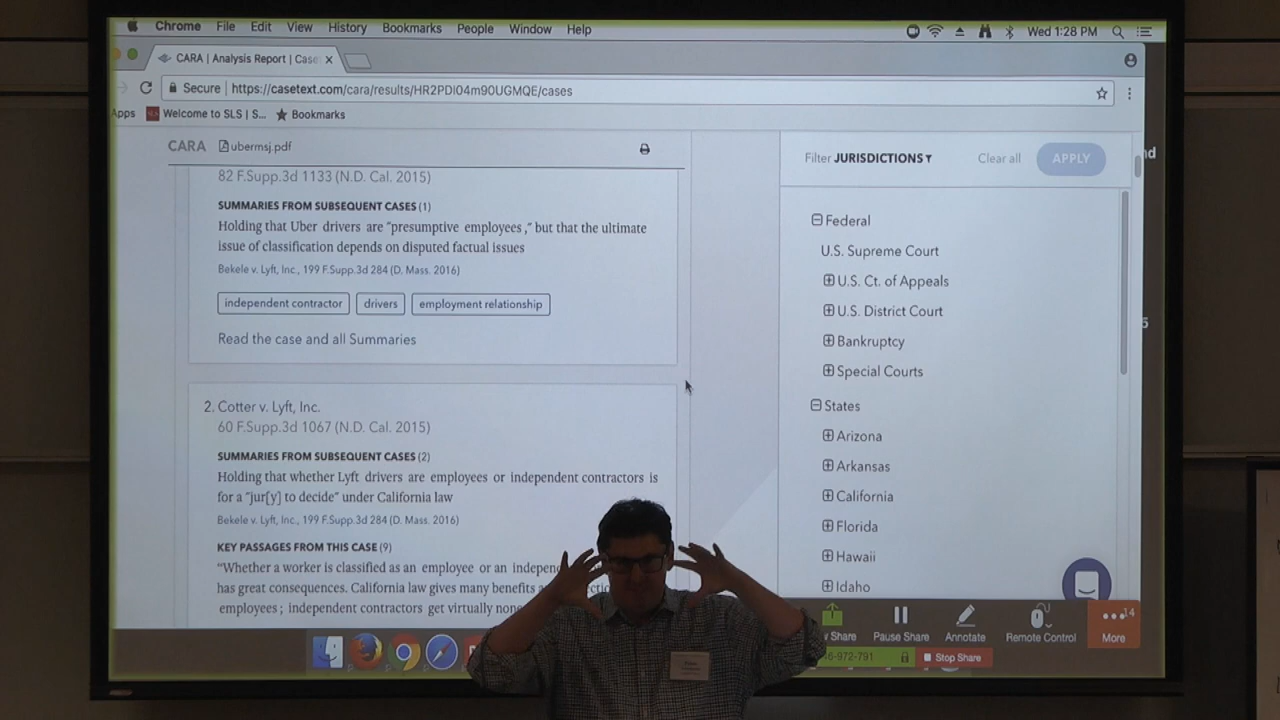 Chrome File Edit View History Bookmarks People Window Help Wed 1:28 PM
CARA | Analysis Report | Case ×
Secure | https://casetext.com/cara/results/HR2PDI04m90UGMQE/cases
Apps Welcome to SLS | S... Bookmarks
CARA ubermsj.pdf
82 F.Supp.3d 1133 (N.D. Cal. 2015)
SUMMARIES FROM SUBSEQUENT CASES (1)
Holding that Uber drivers are "presumptive employees," but that the ultimate
issue of classification depends on disputed factual issues
Bekele v. Lyft, Inc., 199 F.Supp.3d 284 (D. Mass. 2016)
independent contractor drivers employment relationship
Read the case and all Summaries
2. Cotter v. Lyft, Inc.
60 F.Supp.3d 1067 (N.D. Cal. 2015)
SUMMARIES FROM SUBSEQUENT CASES (2)
Holding that whether Lyft drivers are employees or independent contractors is
for a "jur[y] to decide" under California law
Bekele v. Lyft, Inc., 199 F.Supp.3d 284 (D. Mass. 2016)
KEY PASSAGES FROM THIS CASE (9)
"Whether a worker is classified as an employee or an indepen
has great consequences. California law gives many benefits
employees; independent contractors get virtually none
Filter JURISDICTIONS Clear all APPLY
Federal
U.S. Supreme Court
U.S. Ct. of Appeals
U.S. District Court
Bankruptcy
Special Courts
States
Arizona
Arkansas
California
Florida
Hawaii
Idaho
nd
5
w Share Pause Share Annotate Remote Control 14 More
6-972-791 Stop Share